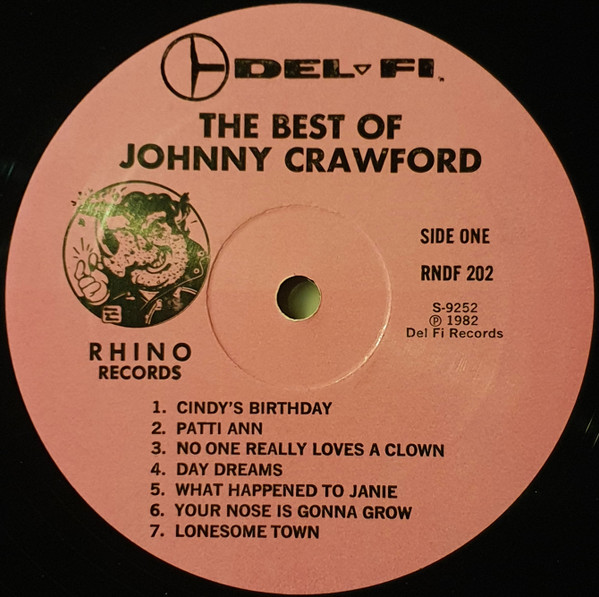 DEL-FI
THE BEST OF
JOHNNY CRAWFORD
SIDE ONE
RNDF 202
S-9252
℗ 1982
Del Fi Records
RHINO
RECORDS
1. CINDY'S BIRTHDAY
2. PATTI ANN
3. NO ONE REALLY LOVES A CLOWN
4. DAY DREAMS
5. WHAT HAPPENED TO JANIE
6. YOUR NOSE IS GONNA GROW
7. LONESOME TOWN